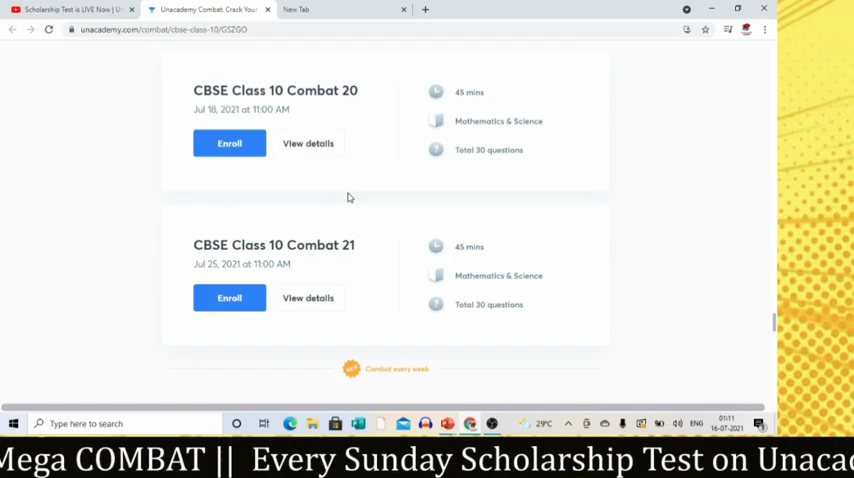 Scholarship Test is LIVE Now | Un
Unacademy Combat. Crack Your
New Tab
unacademy.com/combat/cbse-class-10/GSZGO
CBSE Class 10 Combat 20
Jul 18, 2021 at 11:00 AM
Enroll
View details
45 mins
Mathematics & Science
Total 30 questions
CBSE Class 10 Combat 21
Jul 25, 2021 at 11:00 AM
Enroll
View details
45 mins
Mathematics & Science
Total 30 questions
NEW
Combat every week
Type here to search
29°C
ENG
01:11
16-07-2021
Mega COMBAT || Every Sunday Scholarship Test on Unacad